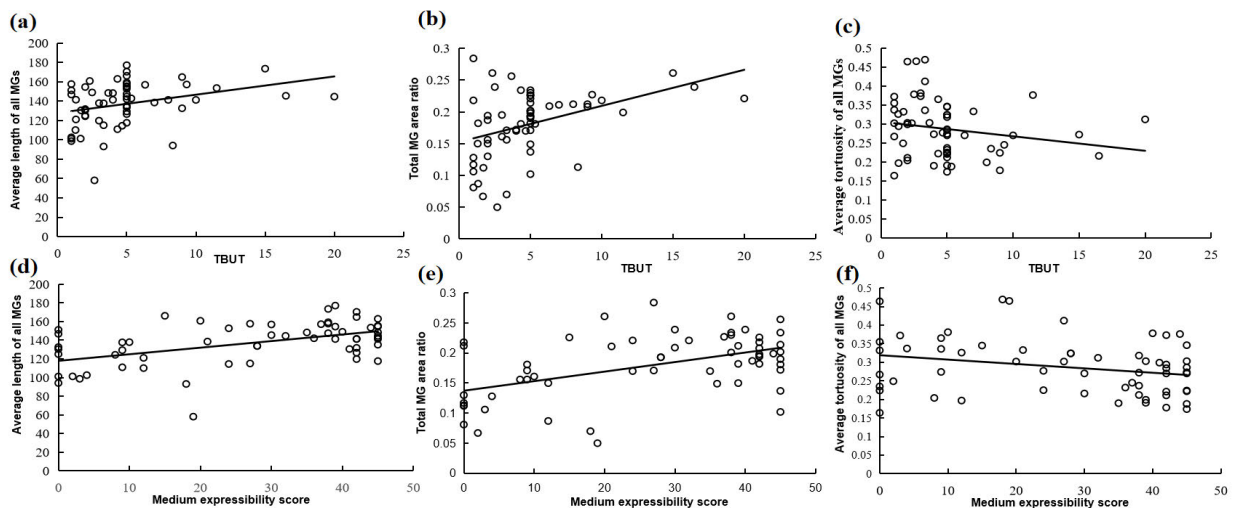 (a)
Average length of all MGs
200
180
160
140
120
100
80
60
40
20
0
0 5 10 15 20 25
TBUT
(b)
Total MG area ratio
0.3
0.25
0.2
0.15
0.1
0.05
0
0 5 10 15 20 25
TBUT
(c)
Average tortuosity of all MGs
0.5
0.45
0.4
0.35
0.3
0.25
0.2
0.15
0.1
0.05
0
0 5 10 15 20 25
TBUT
(d)
Average length of all MGs
200
180
160
140
120
100
80
60
40
20
0
0 10 20 30 40 50
Medium expressibility score
(e)
Total MG area ratio
0.3
0.25
0.2
0.15
0.1
0.05
0
0 10 20 30 40 50
Medium expressibility score
(f)
Average tortuosity of all MGs
0.5
0.45
0.4
0.35
0.3
0.25
0.2
0.15
0.1
0.05
0
0 10 20 30 40 50
Medium expressibility score